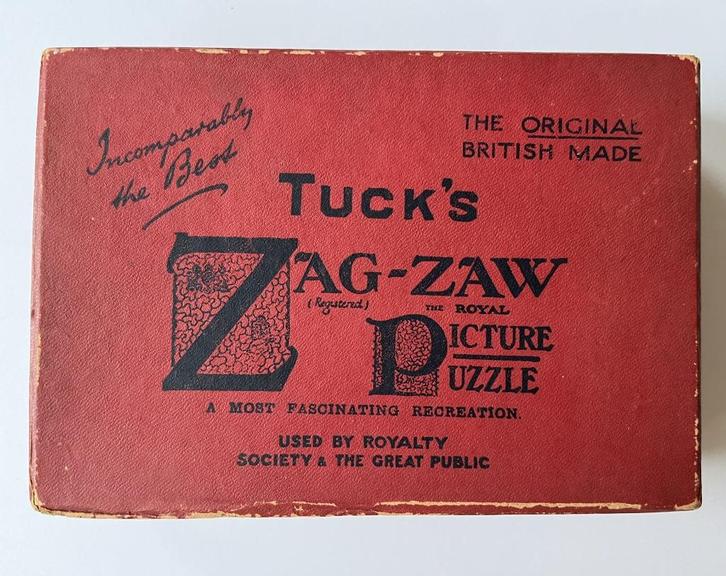 Incomparably
the Best
THE ORIGINAL
BRITISH MADE
TUCK'S
ZAG-ZAW
(Registered)
THE ROYAL
PICTURE
PUZZLE
A MOST FASCINATING RECREATION.
USED BY ROYALTY
SOCIETY & THE GREAT PUBLIC